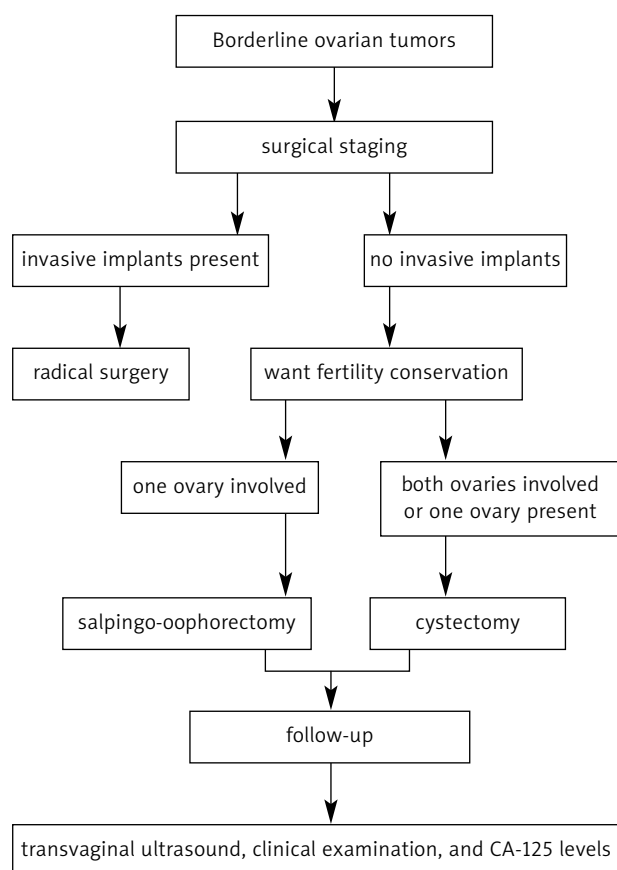 Borderline ovarian tumors
surgical staging
invasive implants present
no invasive implants
radical surgery
want fertility conservation
one ovary involved
both ovaries involved
or one ovary present
salpingo-oophorectomy
cystectomy
follow-up
transvaginal ultrasound, clinical examination, and CA-125 levels